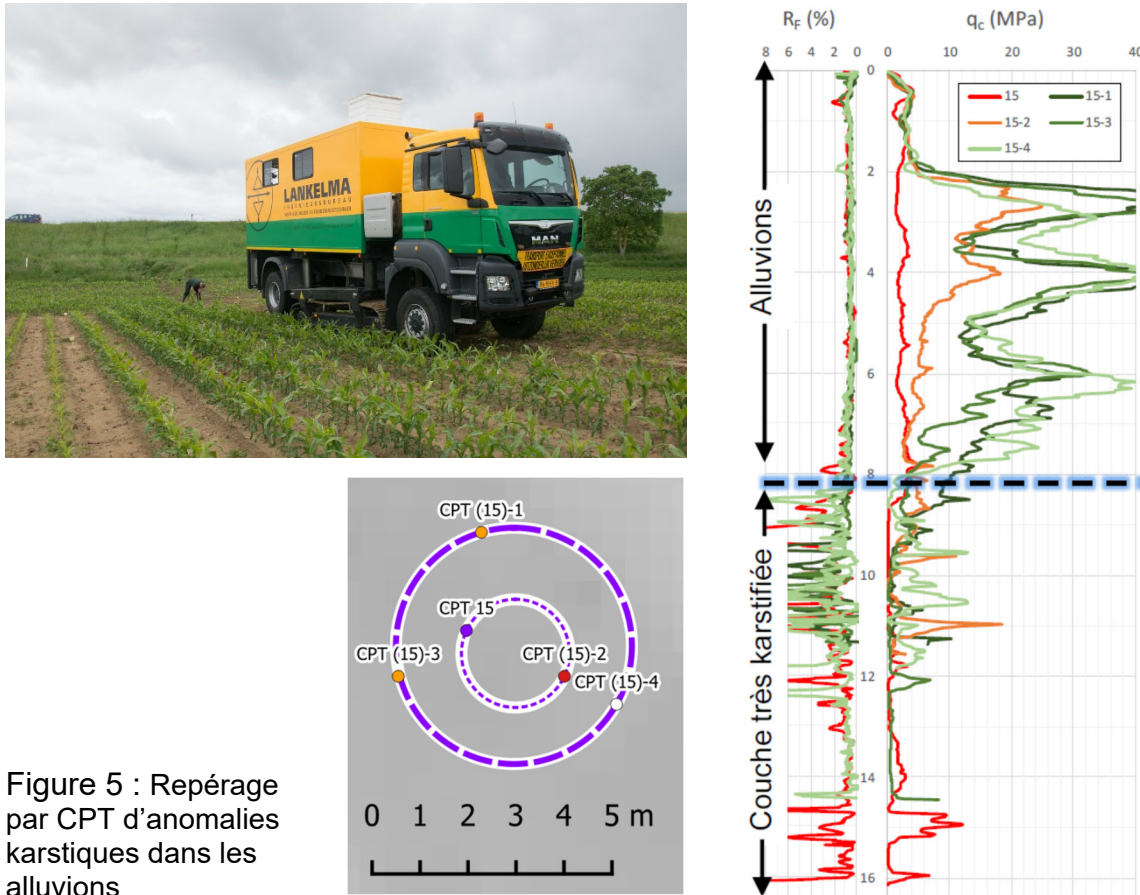 LANKELMA
INGENIEURSBUREAU
MAN
TRANSPORT EXCEPTIONNEL
CPT (15)-1
CPT 15
CPT (15)-3
CPT (15)-2
CPT (15)-4
0 1 2 3 4 5 m
Figure 5 : Repérage
par CPT d’anomalies
karstiques dans les
alluvions
R_F (%)
q_c (MPa)
8 6 4 2 0
0 10 20 30 40
15
15-1
15-2
15-3
15-4
0
2
4
6
8
10
12
14
16
Alluvions
Couche très karstifiée